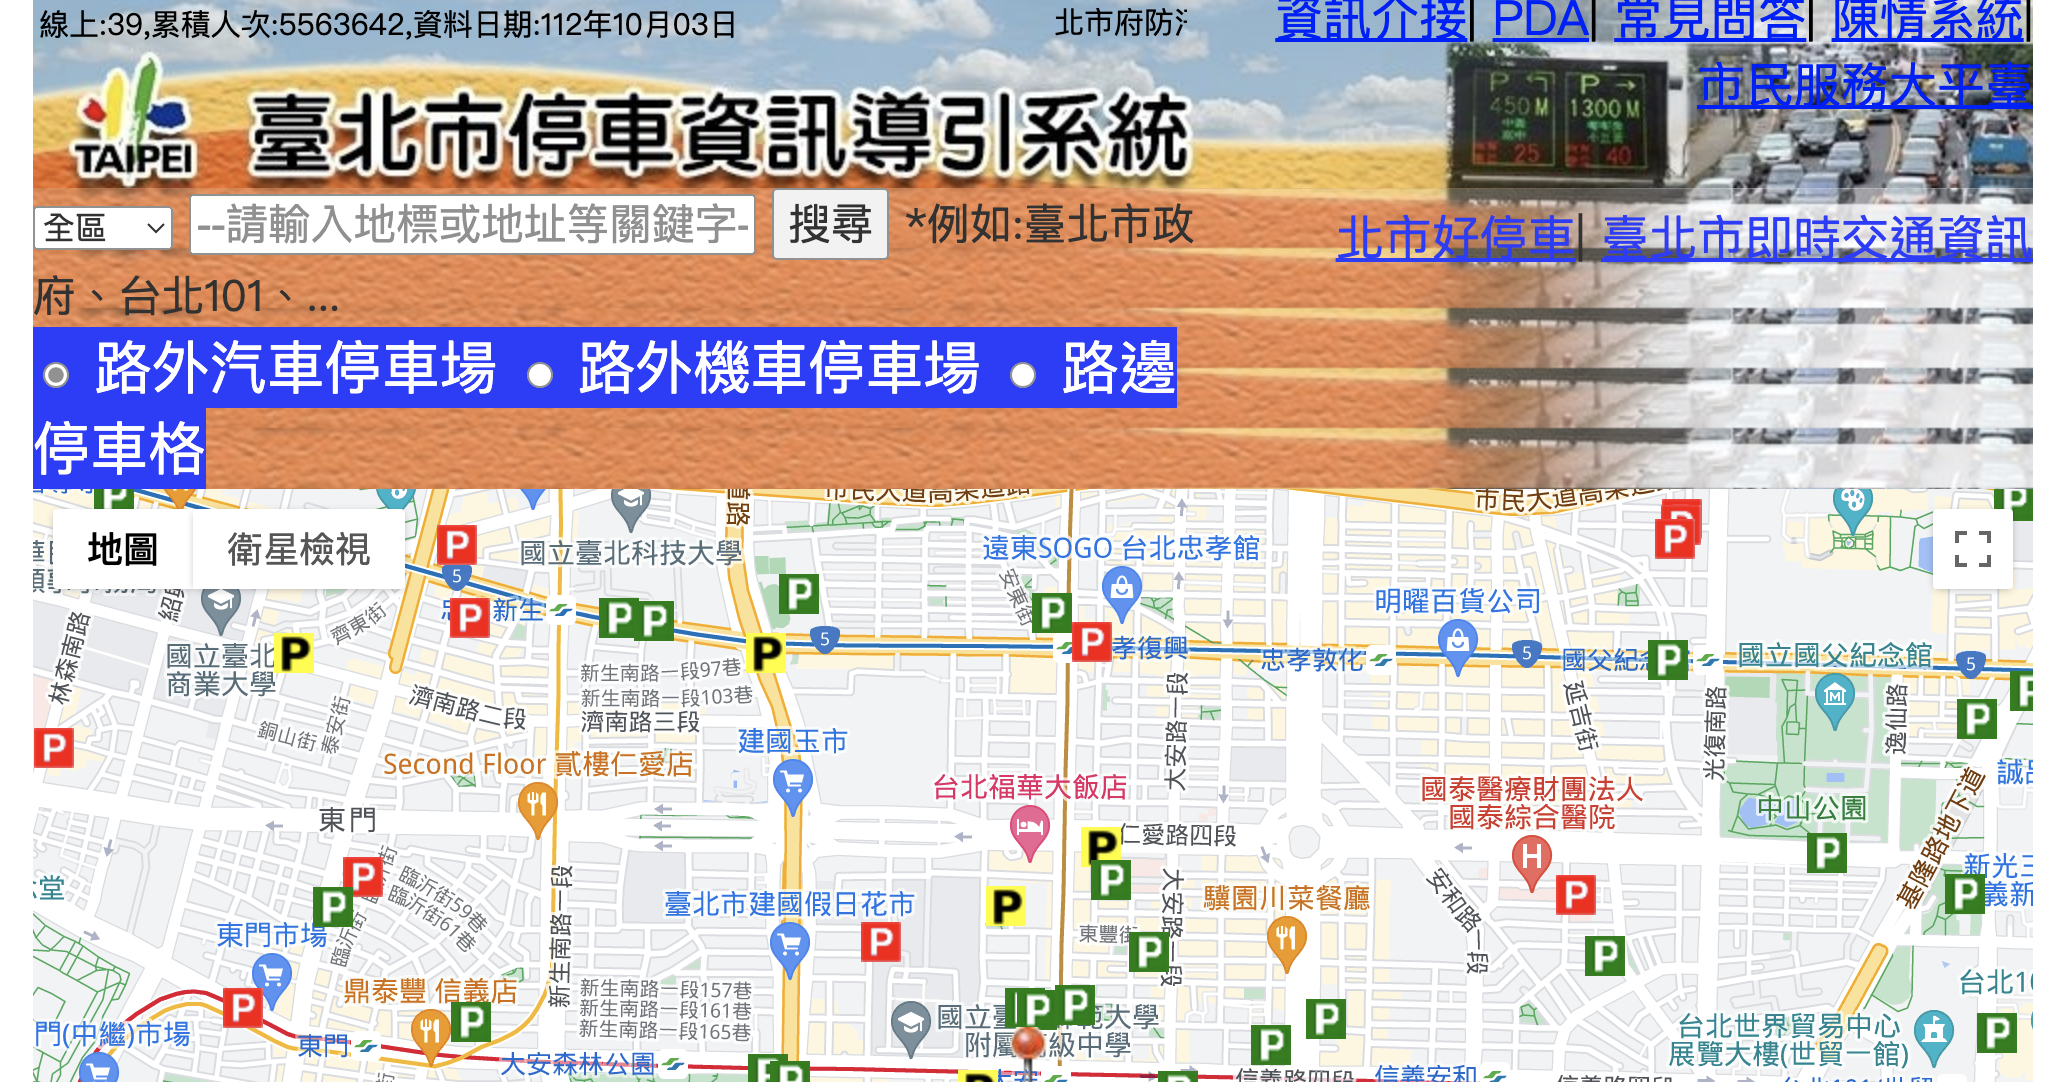 線上:39,累積人次:5563642,資料日期:112年10月03日
北市府防
資訊介接| PDA| 常見問答| 陳情系統|
市民服務大平臺
P P
450M 1300M
25 40
TAIPEI
臺北市停車資訊導引系統
全區
--請輸入地標或地址等關鍵字-
搜尋
*例如:臺北市政
府、台北101、...
北市好停車| 臺北市即時交通資訊
路外汽車停車場 路外機車停車場 路邊
停車格
地圖 衛星檢視
市民大道高架道路
國立臺北科技大學
遠東SOGO 台北忠孝館
安東街
明曜百貨公司
新生
5
5
5
5
孝復興
忠孝敦化
國父紀念
國立國父紀念館
林森南路
齊東街
國立臺北
商業大學
銅山街
泰安街
濟南路二段
新生南路一段97巷
新生南路一段103巷
濟南路三段
大安路一段
延吉街
光復南路
逸仙路
建國玉市
Second Floor 貳樓仁愛店
台北福華大飯店
國泰醫療財團法人
國泰綜合醫院
中山公園
基隆路地下道
東門
仁愛路四段
臨沂街59巷
臨沂街61巷
臨沂街
新生南路一段
臺北市建國假日花市
東豐街
大安路一段
驥園川菜餐廳
安和路一段
東門市場
鼎泰豐 信義店
新生南路一段157巷
新生南路一段161巷
新生南路一段165巷
門(中繼)市場
東門
大安森林公園
附屬高級中學
大安
信義路四段
信義安和
台北世界貿易中心
展覽大樓(世貿一館)